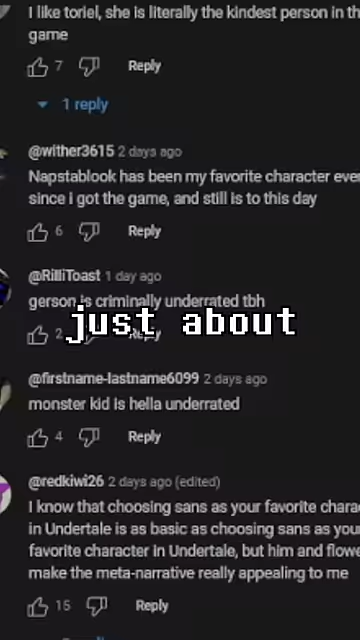 I like toriel, she is literally the kindest person in th
game
7 Reply
1 reply
@wither3615 2 days ago
Napstablook has been my favorite character ever
since I got the game, and still is to this day
6 Reply
@RilliToast 1 day ago
gerson is criminally underrated tbh
just about
2 Reply
@firstname-lastname6099 2 days ago
monster kid is hella underrated
4 Reply
@redkiwi26 2 days ago (edited)
I know that choosing sans as your favorite charac
in Undertale is as basic as choosing sans as you
favorite character in Undertale, but him and flowe
make the meta-narrative really appealing to me
15 Reply